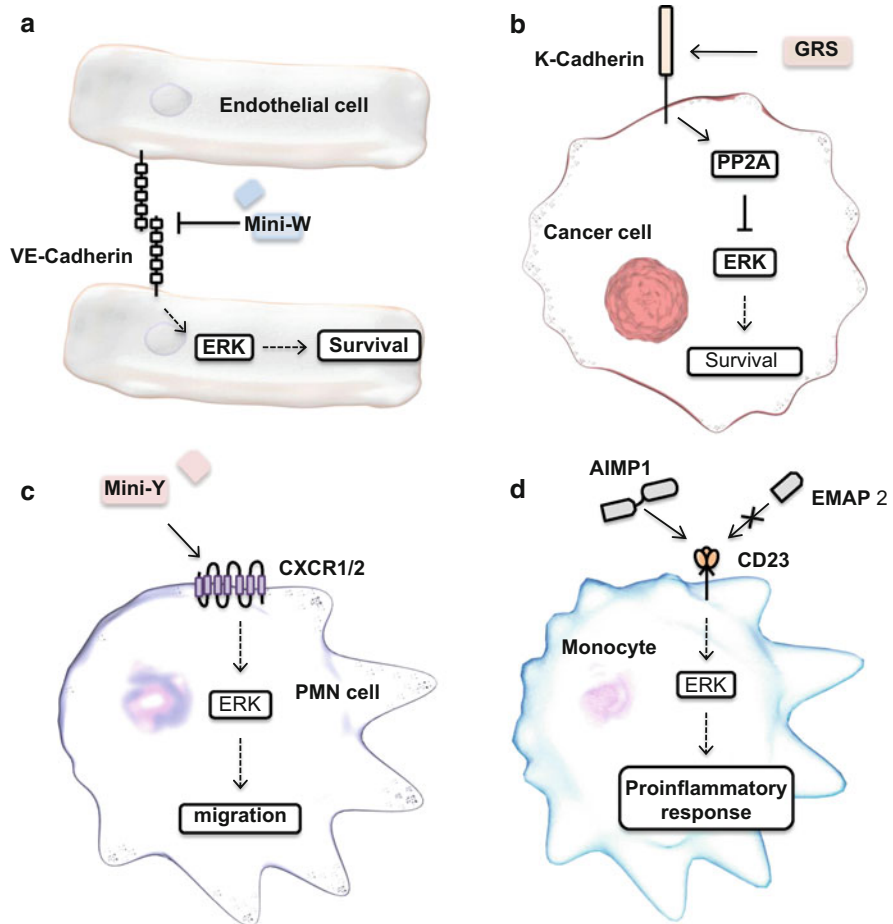 a
Endothelial cell
Mini-W
VE-Cadherin
ERK
Survival
b
K-Cadherin
GRS
PP2A
Cancer cell
ERK
Survival
c
Mini-Y
CXCR1/2
ERK
PMN cell
migration
d
AIMP1
EMAP 2
CD23
Monocyte
ERK
Proinflammatory
response